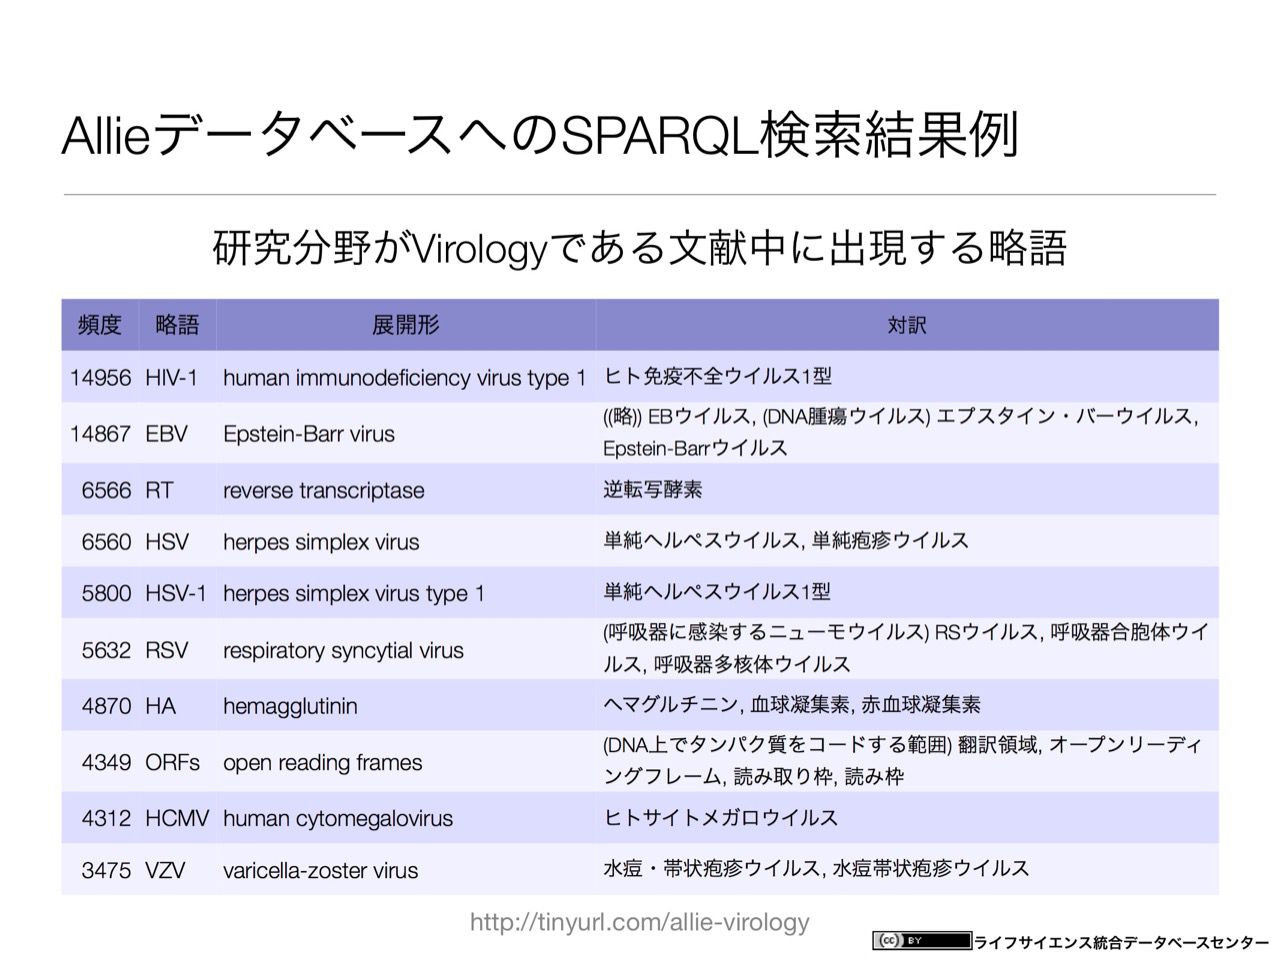 AllieデータベースへのSPARQL検索結果例
研究分野がVirologyである文献中に出現する略語
頻度 略語 展開形 対訳
14956 HIV-1 human immunodeficiency virus type 1 ヒト免疫不全ウイルス1型
14867 EBV Epstein-Barr virus ((略)) EBウイルス, (DNA腫瘍ウイルス) エプスタイン・バーウイルス,
Epstein-Barrウイルス
6566 RT reverse transcriptase 逆転写酵素
6560 HSV herpes simplex virus 単純ヘルペスウイルス, 単純疱疹ウイルス
5800 HSV-1 herpes simplex virus type 1 単純ヘルペスウイルス1型
5632 RSV respiratory syncytial virus (呼吸器に感染するニューモウイルス) RSウイルス, 呼吸器合胞体ウイ
ルス, 呼吸器多核体ウイルス
4870 HA hemagglutinin ヘマグルチニン, 血球凝集素, 赤血球凝集素
4349 ORFs open reading frames (DNA上でタンパク質をコードする範囲) 翻訳領域, オープンリーディ
ングフレーム, 読み取り枠, 読み枠
4312 HCMV human cytomegalovirus ヒトサイトメガロウイルス
3475 VZV varicella-zoster virus 水痘・帯状疱疹ウイルス, 水痘帯状疱疹ウイルス
http://tinyurl.com/allie-virology
(cc) BY ライフサイエンス統合データベースセンター